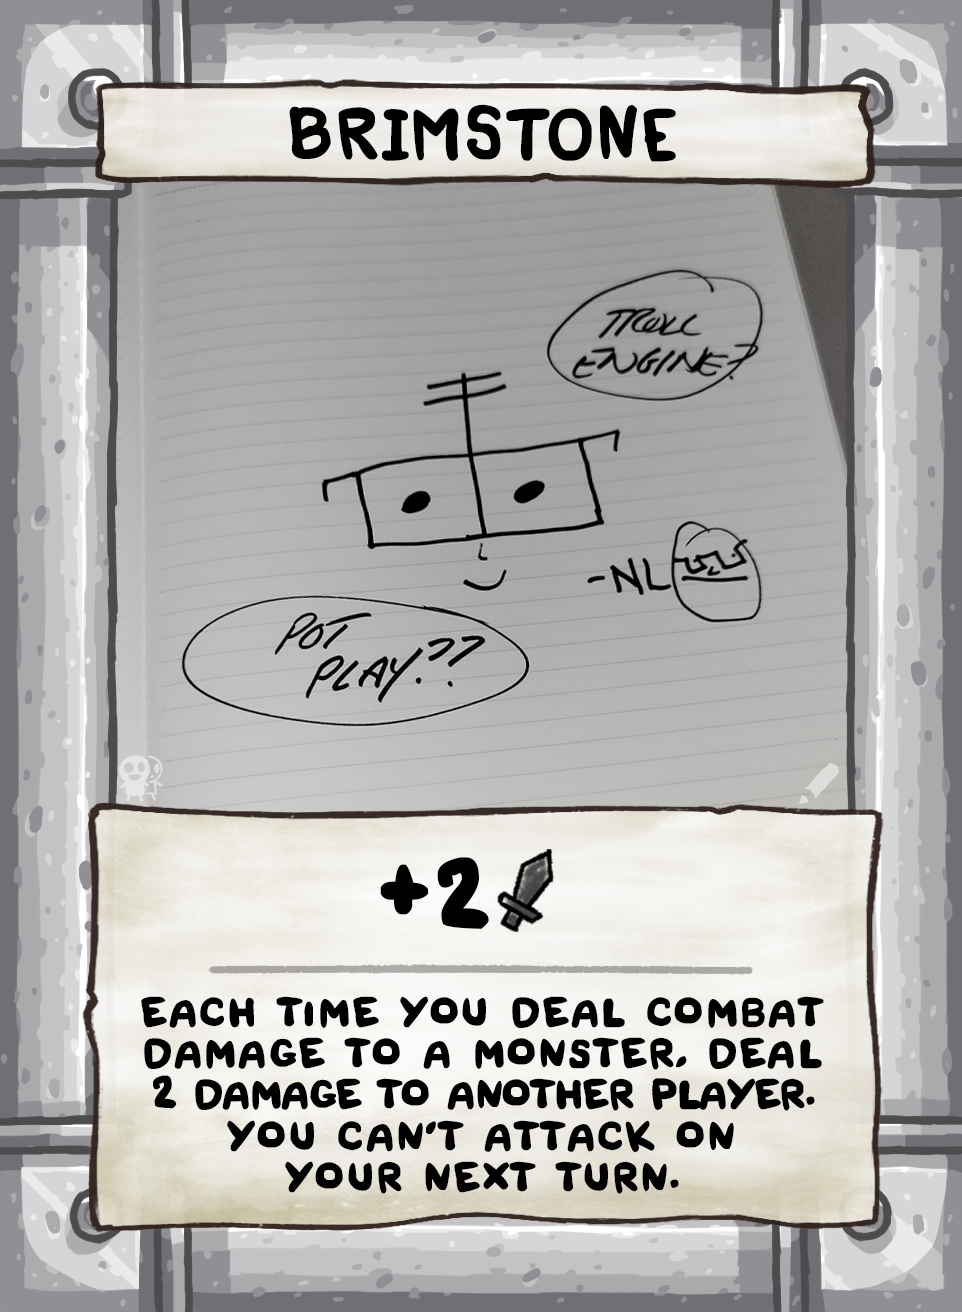 BRIMSTONE
TROLL
ENGINE?
-NL
POT
PLAY??
+2
EACH TIME YOU DEAL COMBAT
DAMAGE TO A MONSTER, DEAL
2 DAMAGE TO ANOTHER PLAYER.
YOU CAN'T ATTACK ON
YOUR NEXT TURN.